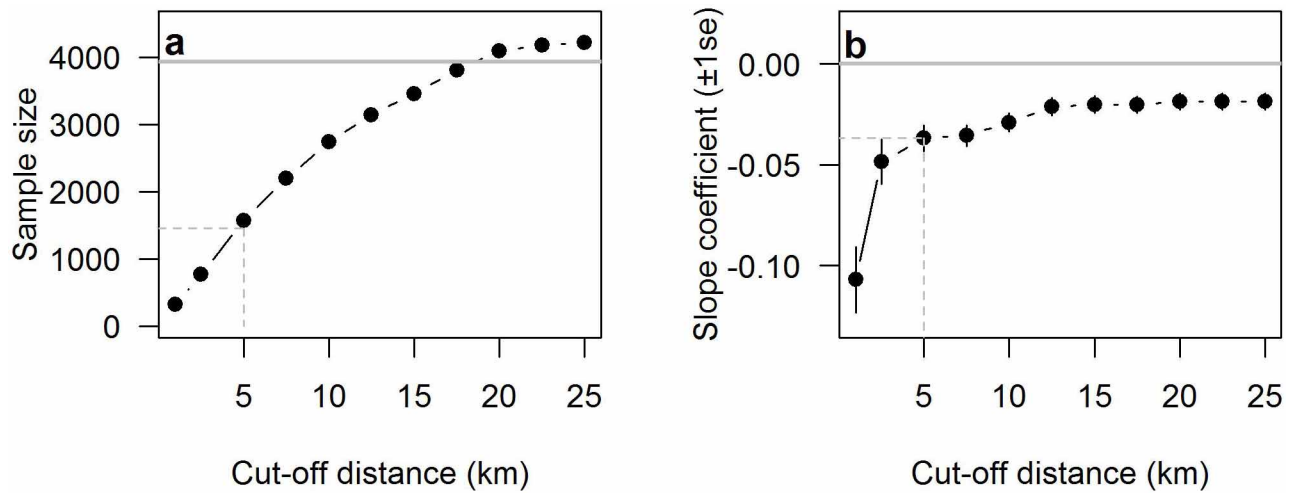 a
Sample size
4000
3000
2000
1000
0
5 10 15 20 25
Cut-off distance (km)
b
Slope coefficient (±1se)
0.00
-0.05
-0.10
5 10 15 20 25
Cut-off distance (km)